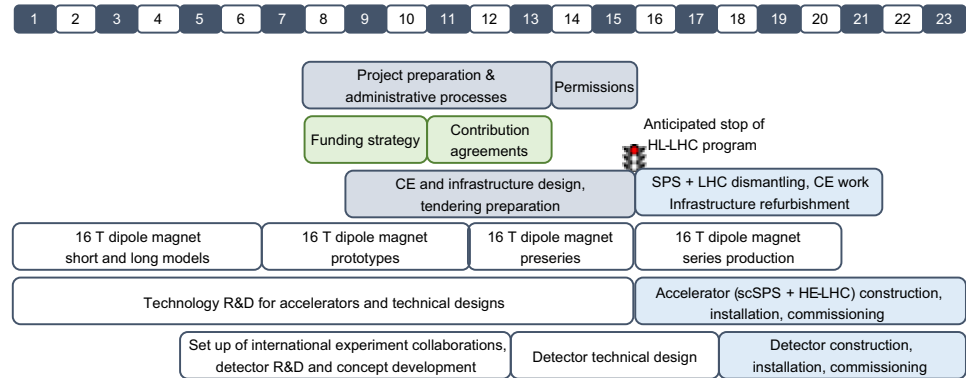 1 2 3 4 5 6 7 8 9 10 11 12 13 14 15 16 17 18 19 20 21 22 23
Project preparation &
administrative processes
Permissions
Funding strategy
Contribution
agreements
Anticipated stop of
HL-LHC program
CE and infrastructure design,
tendering preparation
SPS + LHC dismantling, CE work
Infrastructure refurbishment
16 T dipole magnet
short and long models
16 T dipole magnet
prototypes
16 T dipole magnet
preseries
16 T dipole magnet
series production
Technology R&D for accelerators and technical designs
Accelerator (scSPS + HE-LHC) construction,
installation, commissioning
Set up of international experiment collaborations,
detector R&D and concept development
Detector technical design
Detector construction,
installation, commissioning